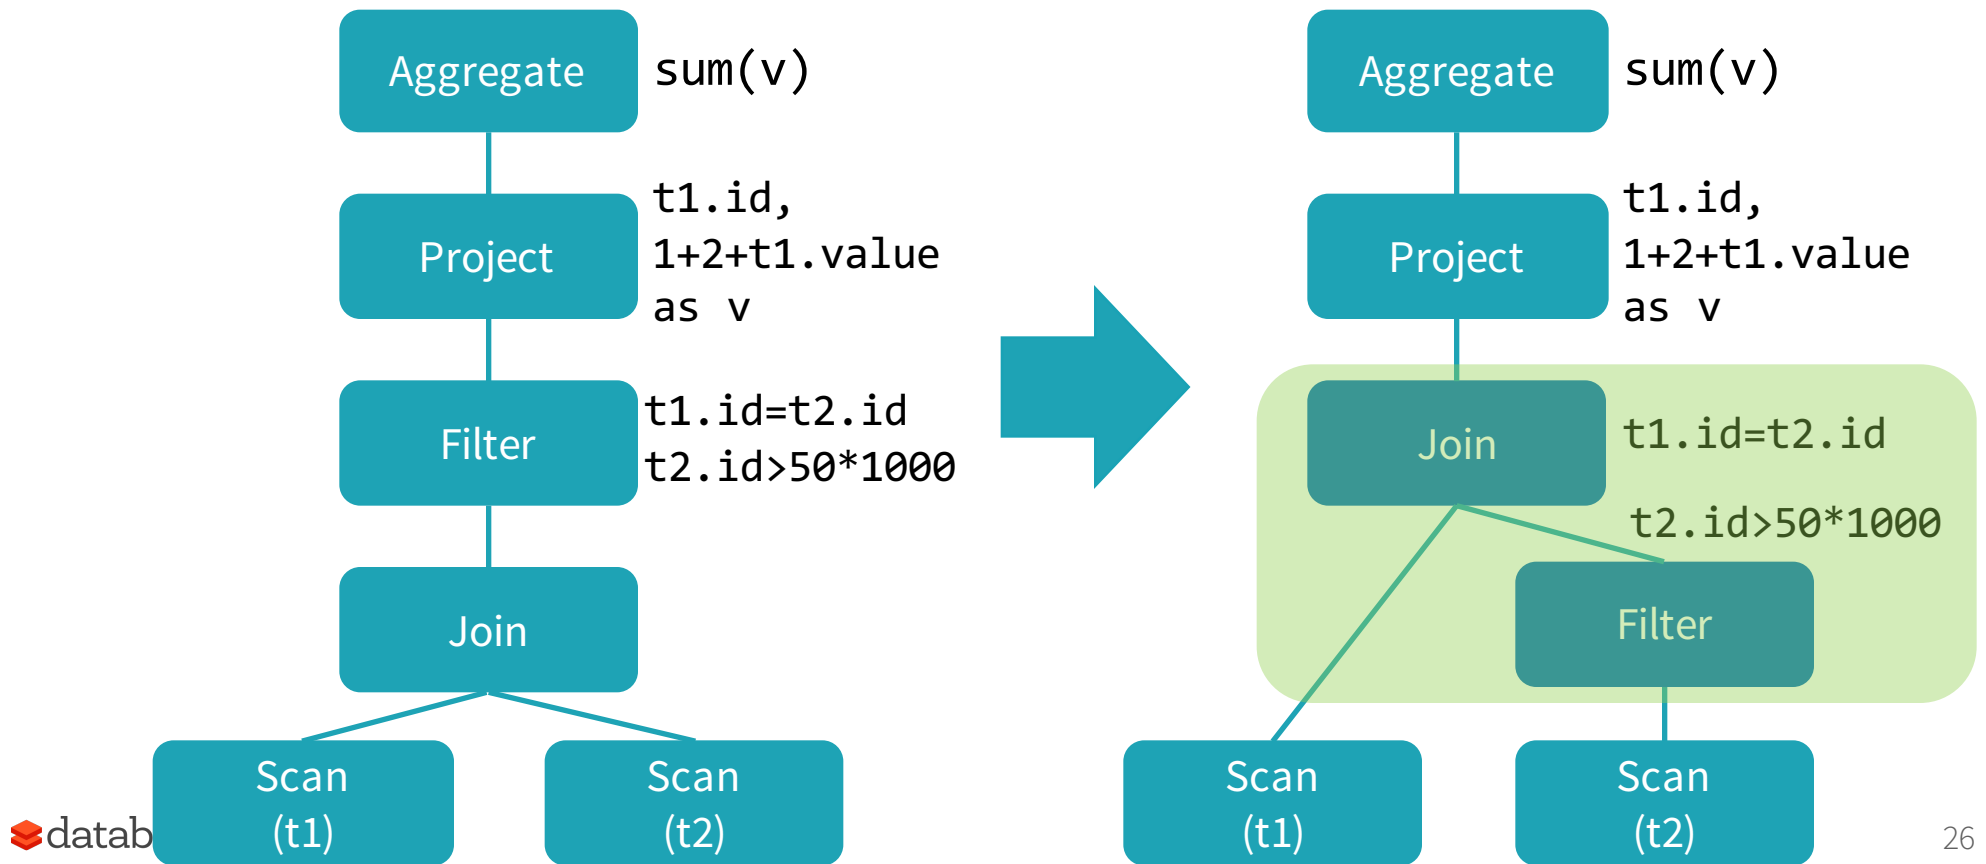 Aggregate
sum(v)
Project
t1.id,
1+2+t1.value
as v
Filter
t1.id=t2.id
t2.id>50*1000
Join
Scan
(t1)
Scan
(t2)
Aggregate
sum(v)
Project
t1.id,
1+2+t1.value
as v
Join
t1.id=t2.id
t2.id>50*1000
Filter
Scan
(t1)
Scan
(t2)
datab
26